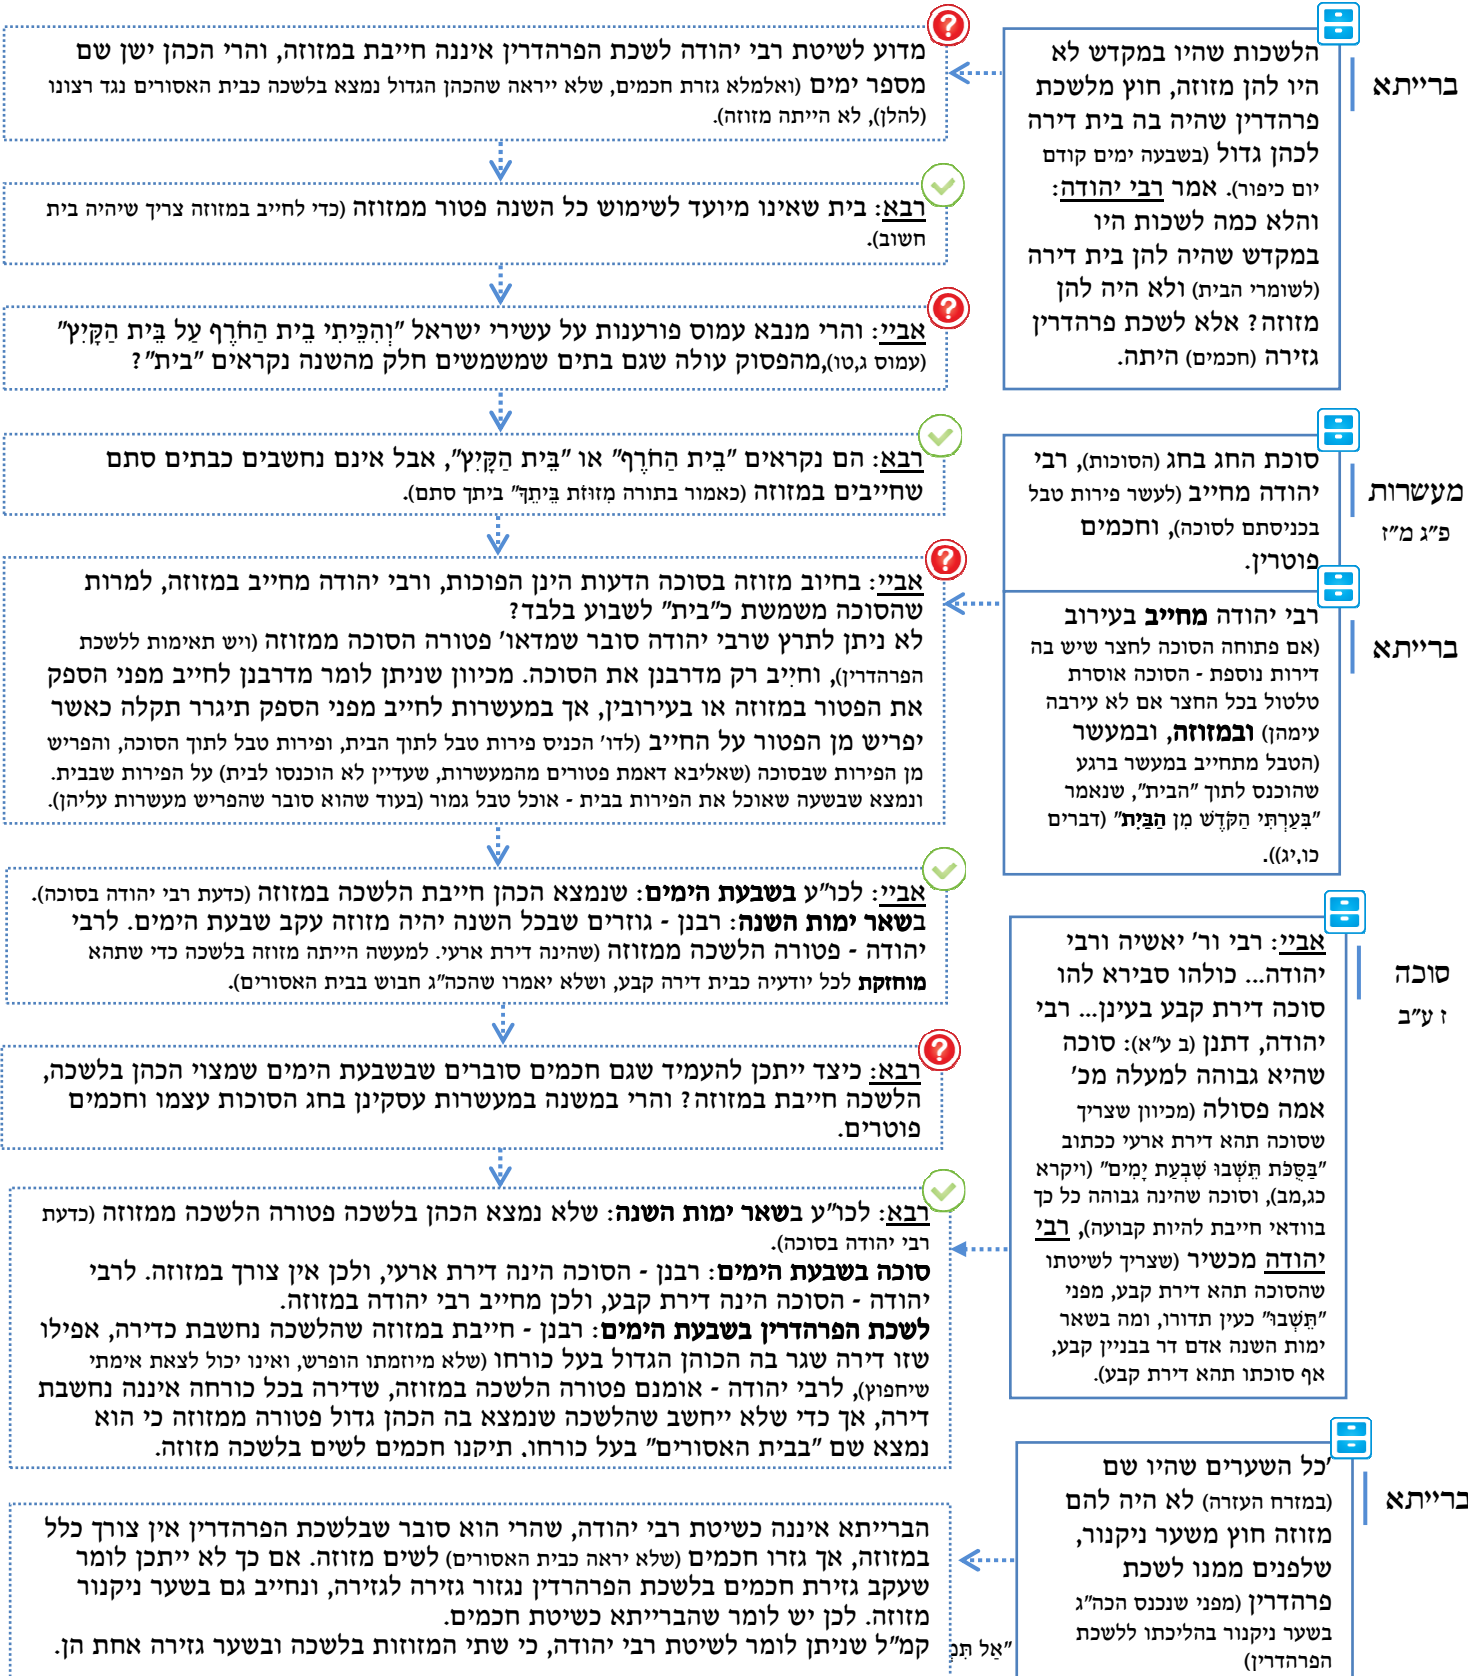 ברייתא
הלשכות שהיו במקדש לא
היו להן מזוזה, חוץ מלשכת
פרהדרין שהיה בה בית דירה
לכהן גדול (בשבעה ימים קודם
יום כיפור). אמר רבי יהודה:
והלא כמה לשכות היו
במקדש שהיה להן בית דירה
(לשומרי הבית) ולא היה להן
מזוזה? אלא לשכת פרהדרין
גזירה (חכמים) היתה.
מדוע לשיטת רבי יהודה לשכת הפרהדרין איננה חייבת במזוזה, והרי הכהן ישן שם
מספר ימים (ואלמלא גזרת חכמים, שלא ייראה שהכהן הגדול נמצא בלשכה כבית האסורים נגד רצונו
(להלן), לא הייתה מזוזה).
רבא: בית שאינו מיועד לשימוש כל השנה פטור ממזוזה (כדי לחייב במזוזה צריך שיהיה בית
חשוב).
אביי: והרי מנבא עמוס פורענות על עשירי ישראל "וְהִכֵּיתִי בֵית הַחֹרֶף עַל בֵּית הַקָּיִץ"
(עמוס ג,טו),מהפסוק עולה שגם בתים שמשמשים חלק מהשנה נקראים "בית"?
רבא: הם נקראים "בֵית הַחֹרֶף" או "בֵּית הַקָּיִץ", אבל אינם נחשבים כבתים סתם
שחייבים במזוזה (כאמור בתורה מְזוּזֹת בֵּיתֶךָ" ביתך סתם).
מעשרות
פ"ג מ"ז
סוכת החג בחג (הסוכות), רבי
יהודה מחייב (לעשר פירות טבל
בכניסתם לסוכה), וחכמים
פוטרין.
ברייתא
רבי יהודה מחייב בעירוב
(אם פתוחה הסוכה לחצר שיש בה
דירות נוספת - הסוכה אוסרת
טלטול בכל החצר אם לא עירבה
עימהן) ובמזוזה, ובמעשר
(הטבל מתחייב במעשר ברגע
שהוכנס לתוך "הבית", שנאמר
"בִּעַרְתִּי הַקֹּדֶשׁ מִן הַבַּיִת" (דברים
כו,יג)).
אביי: בחיוב מזוזה בסוכה הדעות הינן הפוכות, ורבי יהודה מחייב במזוזה, למרות
שהסוכה משמשת כ"בית" לשבוע בלבד?
לא ניתן לתרץ שרבי יהודה סובר שמדאו' פטורה הסוכה ממזוזה (ויש תאימות ללשכת
הפרהדרין), וחייב רק מדרבנן את הסוכה. מכיוון שניתן לומר מדרבנן לחייב מפני הספק
את הפטור במזוזה או בעירובין, אך במעשרות לחייב מפני הספק תיגרר תקלה כאשר
יפריש מן הפטור על החייב (לדו' הכניס פירות טבל לתוך הבית, ופירות טבל לתוך הסוכה, והפריש
מן הפירות שבסוכה (שאליבא דאמת פטורים מהמעשרות, שעדיין לא הוכנסו לבית) על הפירות שבבית.
ונמצא שבשעה שאוכל את הפירות בבית - אוכל טבל גמור (בעוד שהוא סובר שהפריש מעשרות עליהן).
אביי: לכו"ע בשבעת הימים: שנמצא הכהן חייבת הלשכה במזוזה (כדעת רבי יהודה בסוכה).
בשאר ימות השנה: רבנן - גוזרים שבכל השנה יהיה מזוזה עקב שבעת הימים. לרבי
יהודה - פטורה הלשכה ממזוזה (שהינה דירת ארעי. למעשה הייתה מזוזה בלשכה כדי שתהא
מוחזקת לכל יודעיה כבית דירה קבע, ושלא יאמרו שהכה"ג חבוש בבית האסורים).
סוכה
ז ע"ב
אביי: רבי ור' יאשיה ורבי
יהודה... כולהו סבירא להו
סוכה דירת קבע בעינן... רבי
יהודה, דתנן (ב ע"א): סוכה
שהיא גבוהה למעלה מכ'
אמה פסולה (מכיוון שצריך
שסוכה תהא דירת ארעי ככתוב
"בַּסֻּכֹּת תֵּשְׁבוּ שִׁבְעַת יָמִים" (ויקרא
כג,מב), וסוכה שהינה גבוהה כל כך
בוודאי חייבת להיות קבועה), רבי
יהודה מכשיר (שצריך לשיטתו
שהסוכה תהא דירת קבע, מפני
"תֵּשְׁבוּ" כעין תדורו, ומה בשאר
ימות השנה אדם דר בבניין קבע,
אף סוכתו תהא דירת קבע).
רבא: כיצד ייתכן להעמיד שגם חכמים סוברים שבשבעת הימים שמצוי הכהן בלשכה,
הלשכה חייבת במזוזה? והרי במשנה במעשרות עסקינן בחג הסוכות עצמו וחכמים
פוטרים.
רבא: לכו"ע בשאר ימות השנה: שלא נמצא הכהן בלשכה פטורה הלשכה ממזוזה (כדעת
רבי יהודה בסוכה).
סוכה בשבעת הימים: רבנן - הסוכה הינה דירת ארעי, ולכן אין צורך במזוזה. לרבי
יהודה - הסוכה הינה דירת קבע, ולכן מחייב רבי יהודה במזוזה.
לשכת הפרהדרין בשבעת הימים: רבנן - חייבת במזוזה שהלשכה נחשבת כדירה, אפילו
שזו דירה שגר בה הכוהן הגדול בעל כורחו (שלא מיוזמתו הופרש, ואינו יכול לצאת אימתי
שיחפוץ), לרבי יהודה - אומנם פטורה הלשכה במזוזה, שדירה בכל כורחה איננה נחשבת
דירה, אך כדי שלא ייחשב שהלשכה שנמצא בה הכהן גדול פטורה ממזוזה כי הוא
נמצא שם "בבית האסורים" בעל כורחו, תיקנו חכמים לשים בלשכה מזוזה.
ברייתא
'כל השערים שהיו שם
(במזרח העזרה) לא היה להם
מזוזה חוץ משער ניקנור,
שלפנים ממנו לשכת
פרהדרין (מפני שנכנס הכה"ג
בשער ניקנור בהליכתו ללשכת
הפרהדרין)
הברייתא איננה כשיטת רבי יהודה, שהרי הוא סובר שבלשכת הפרהדרין אין צורך כלל
במזוזה, אך גזרו חכמים (שלא יראה כבית האסורים) לשים מזוזה. אם כך לא ייתכן לומר
שעקב גזירת חכמים בלשכת הפרהרדין נגזור גזירה לגזירה, ונחייב גם בשער ניקנור
מזוזה. לכן יש לומר שהברייתא כשיטת חכמים.
קמ"ל שניתן לומר לשיטת רבי יהודה, כי שתי המזוזות בלשכה ובשער גזירה אחת הן.
"אַל